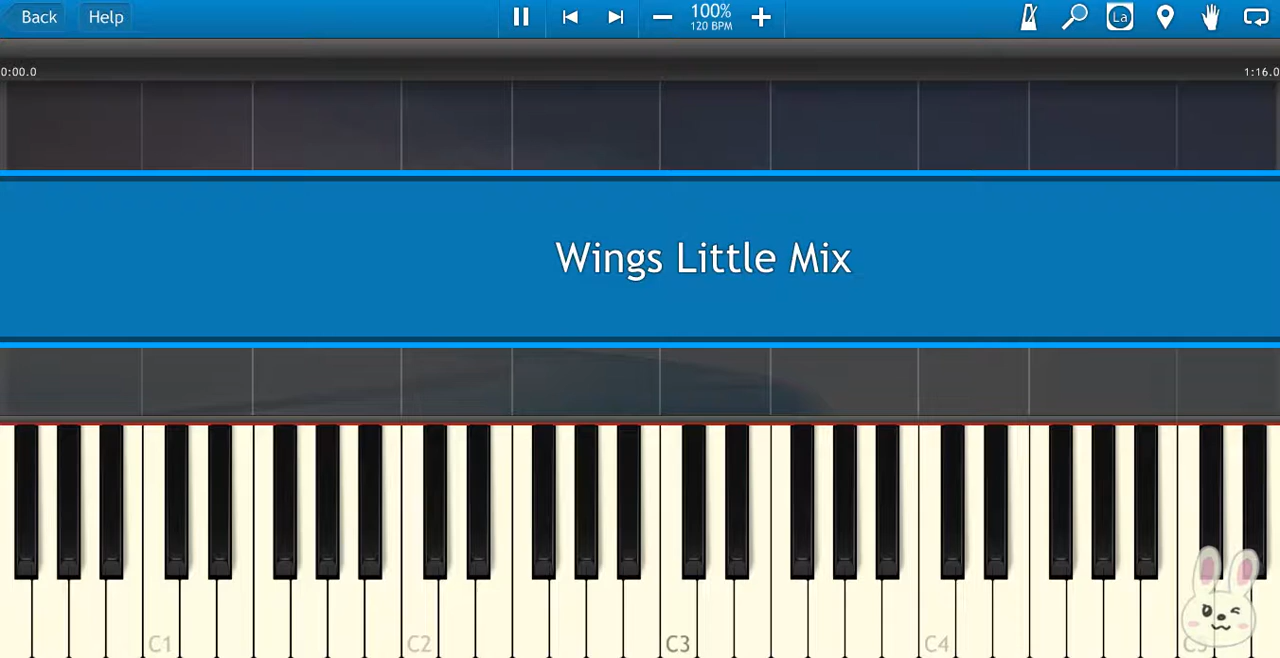 Back Help 100%
120 BPM
La
0:00.0 1:16.0
Wings Little Mix
C1 C2 C3 C4